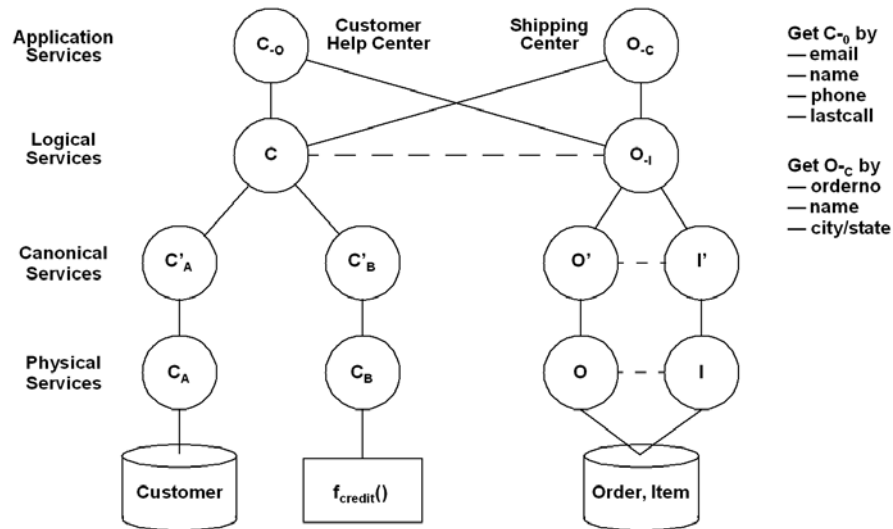 Application
Services
C-O
Customer
Help Center
Shipping
Center
O-C
Get C-0 by
— email
— name
— phone
— lastcall
Logical
Services
C
O-I
Get O-C by
— orderno
— name
— city/state
Canonical
Services
C'A
C'B
O'
I'
Physical
Services
CA
CB
O
I
Customer
fcredit()
Order, Item